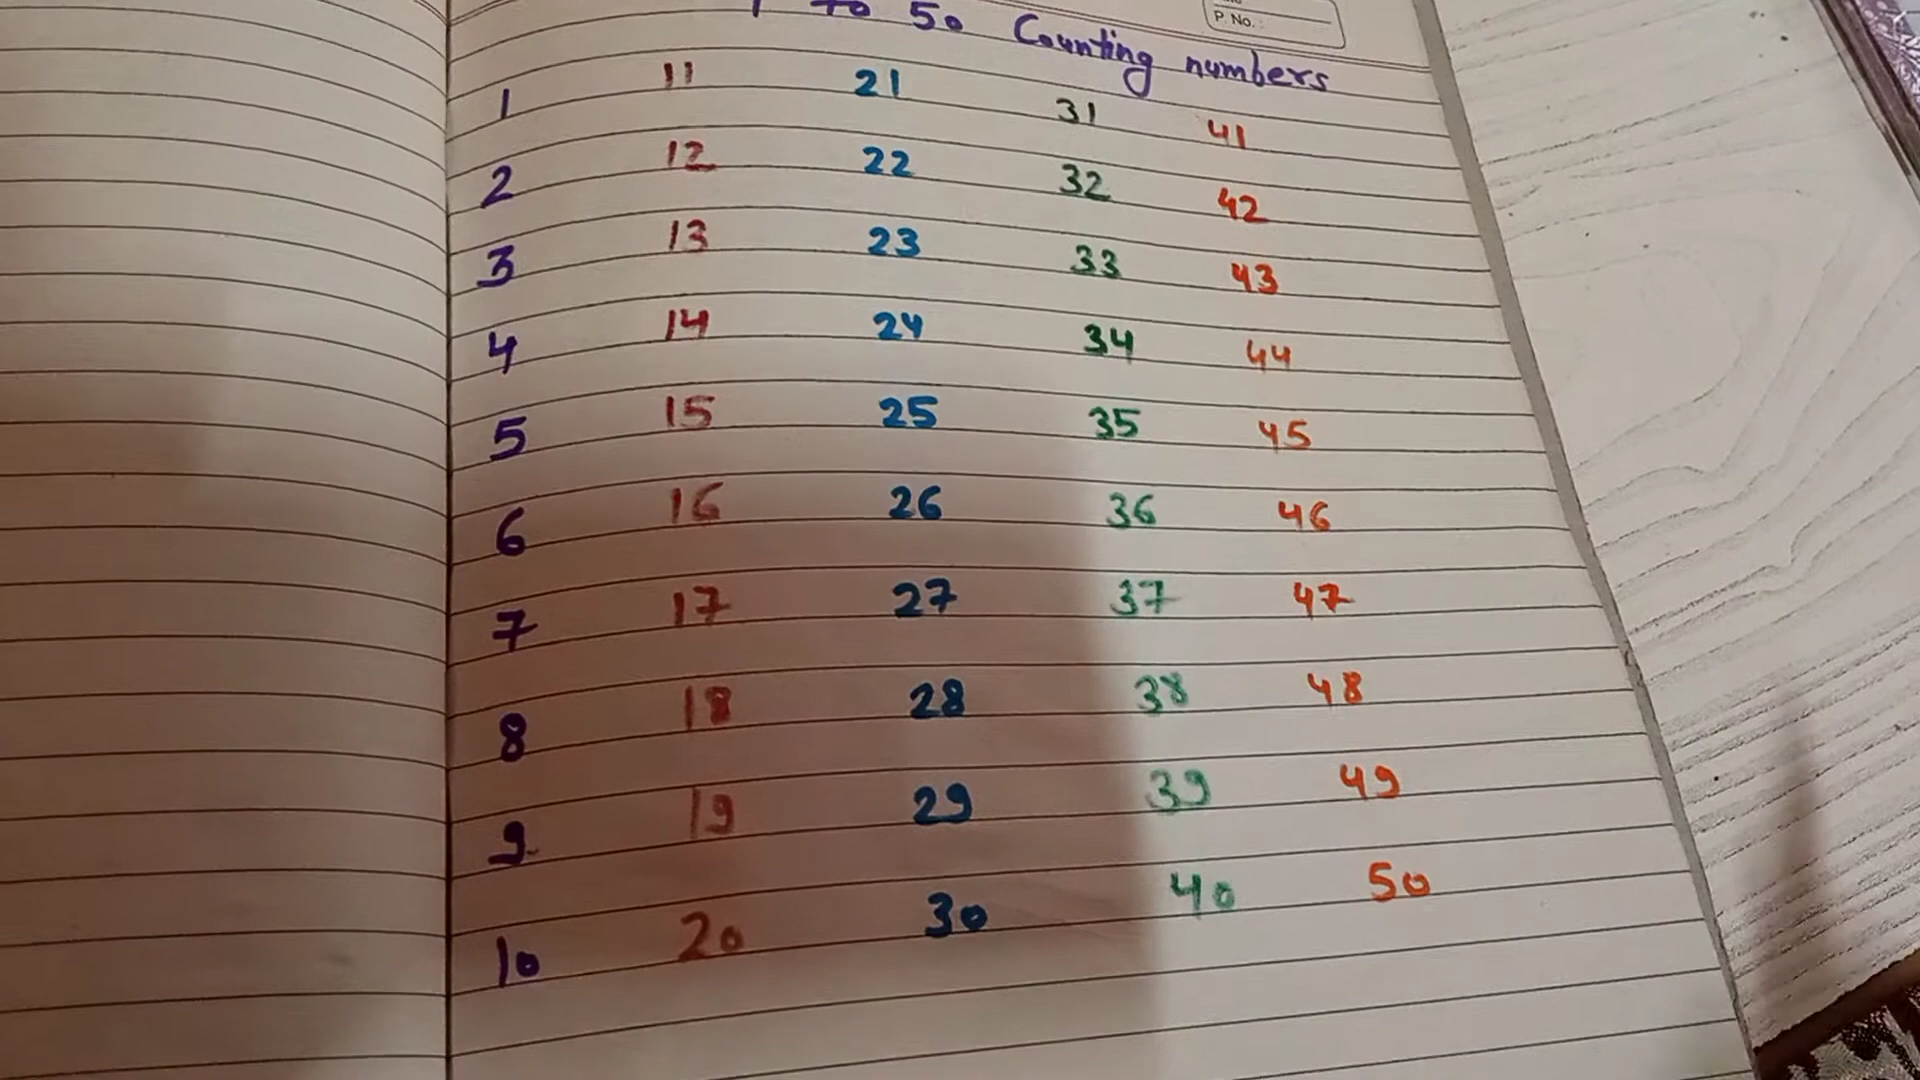 P. No. :
1 to 50 Counting numbers
1 11 21 31 41
2 12 22 32 42
3 13 23 33 43
4 14 24 34 44
5 15 25 35 45
6 16 26 36 46
7 17 27 37 47
8 18 28 38 48
9 19 29 39 49
10 20 30 40 50